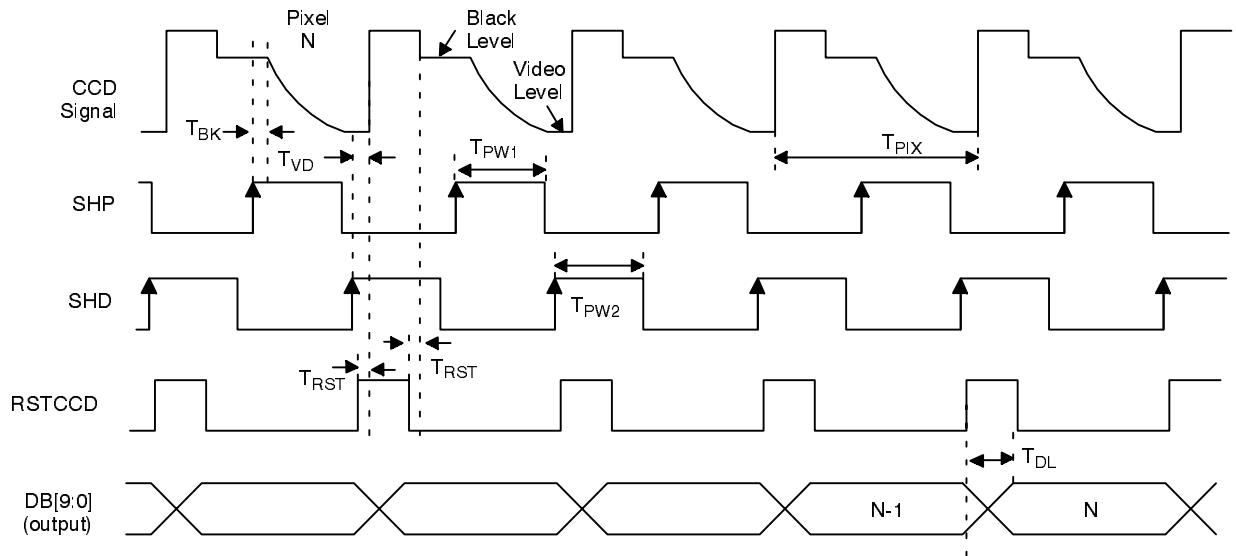 Pixel
N
Black
Level
Video
Level
CCD
Signal
TBK
TVD
TPW1
TPIX
SHP
SHD
TPW2
TRST
TRST
RSTCCD
TDL
DB[9:0]
(output)
N-1
N